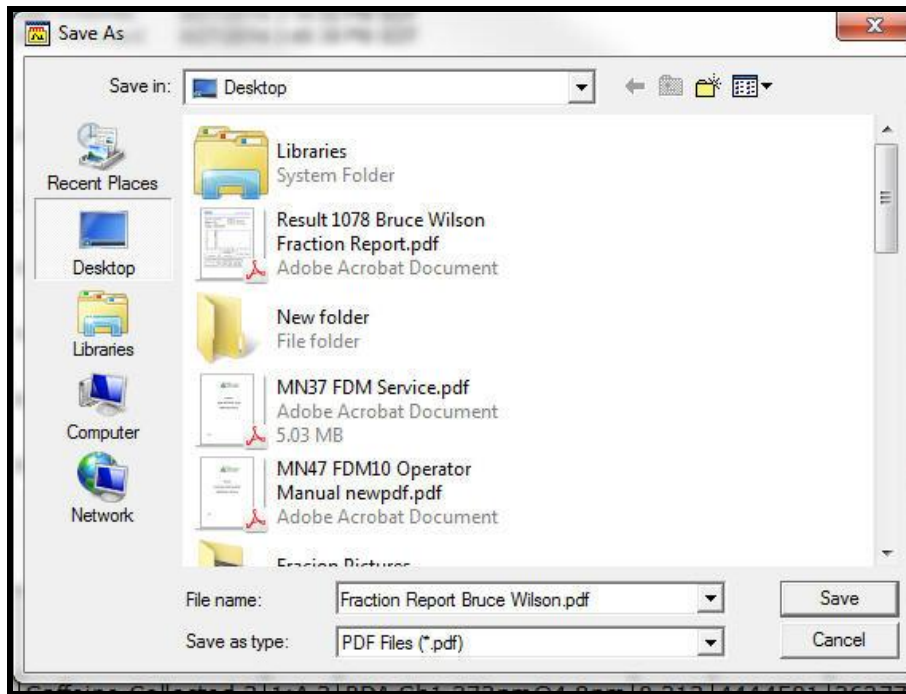 Save As
Save in:
Desktop
Recent Places
Desktop
Libraries
Computer
Network
Libraries
System Folder
Result 1078 Bruce Wilson
Fraction Report.pdf
Adobe Acrobat Document
New folder
File folder
MN37 FDM Service.pdf
Adobe Acrobat Document
5.03 MB
MN47 FDM10 Operator
Manual newpdf.pdf
Adobe Acrobat Document
Fracion Pictures
File name:
Fraction Report Bruce Wilson.pdf
Save
Save as type:
PDF Files (*.pdf)
Cancel